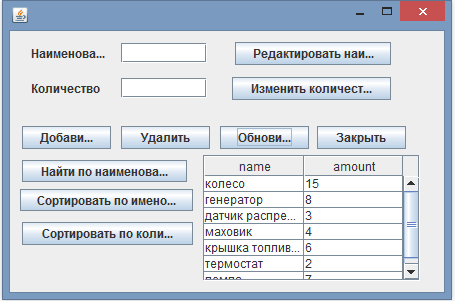 Наименова... Редактировать наи...
Количество Изменить количест...
Добави... Удалить Обнови... Закрыть
Найти по наименова...
Сортировать по имено...
Сортировать по коли...
name amount
колесо 15
генератор 8
датчик распре... 3
маховик 4
крышка топлив... 6
термостат 2
помпа 7